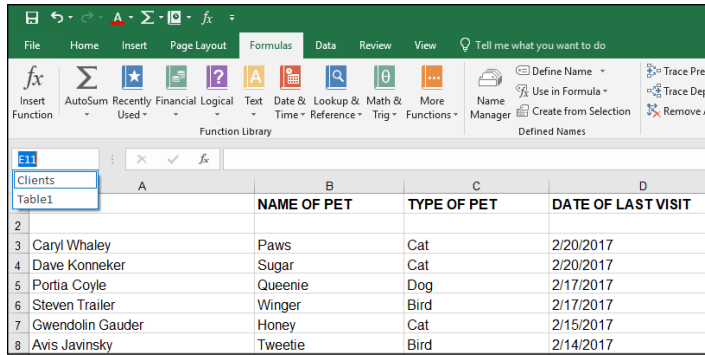 File Home Insert Page Layout Formulas Data Review View Tell me what you want to do
Insert Function
AutoSum
Recently Used
Financial
Logical
Text
Date & Time
Lookup & Reference
Math & Trig
More Functions
Function Library
Name Manager
Define Name
Use in Formula
Create from Selection
Defined Names
Trace Pre
Trace Dep
Remove
E11 fx
Clients
Table1
A B C D
NAME OF PET TYPE OF PET DATE OF LAST VISIT
2
3 Caryl Whaley Paws Cat 2/20/2017
4 Dave Konneker Sugar Cat 2/20/2017
5 Portia Coyle Queenie Dog 2/17/2017
6 Steven Trailer Winger Bird 2/17/2017
7 Gwendolin Gauder Honey Cat 2/15/2017
8 Avis Javinsky Tweetie Bird 2/14/2017